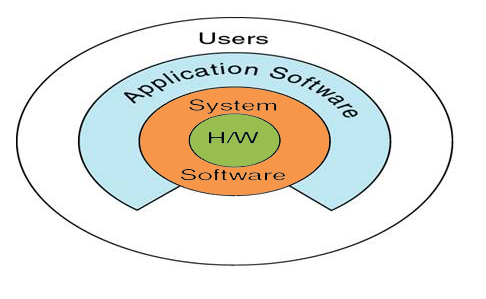 Users
Application Software
System
H/W
Software